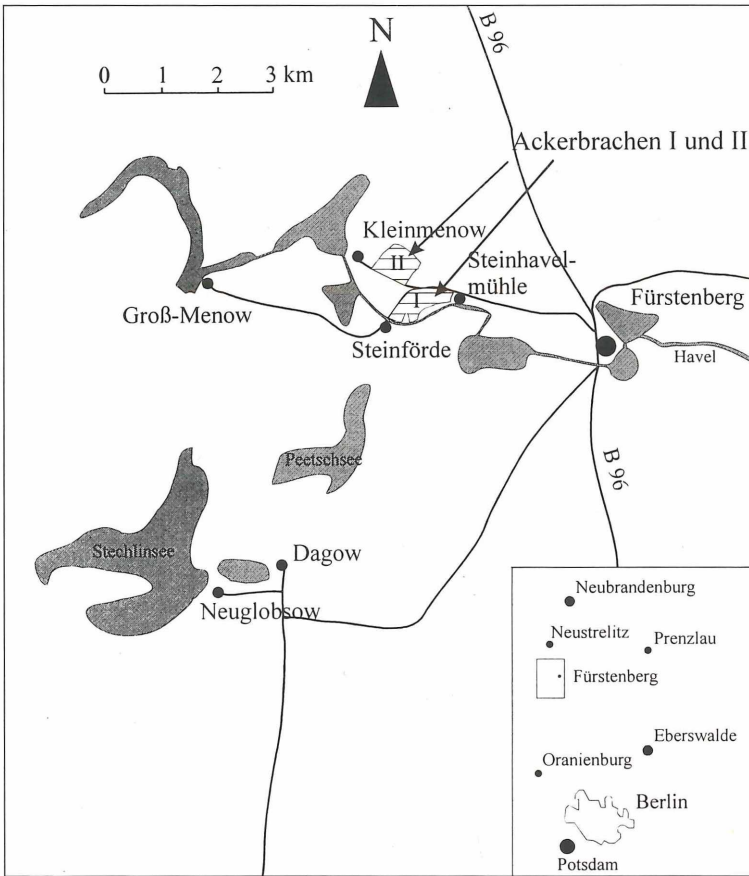 B 96
N
0 1 2 3 km
Ackerbrachen I und II
Kleinmenow
II
Steinhavel-
mühle
I
Groß-Menow
Steinförde
Fürstenberg
Havel
B 96
Peetschsee
Stechlinsee
Dagow
Neuglobsow
Neubrandenburg
Neustrelitz
Prenzlau
Fürstenberg
Eberswalde
Oranienburg
Berlin
Potsdam